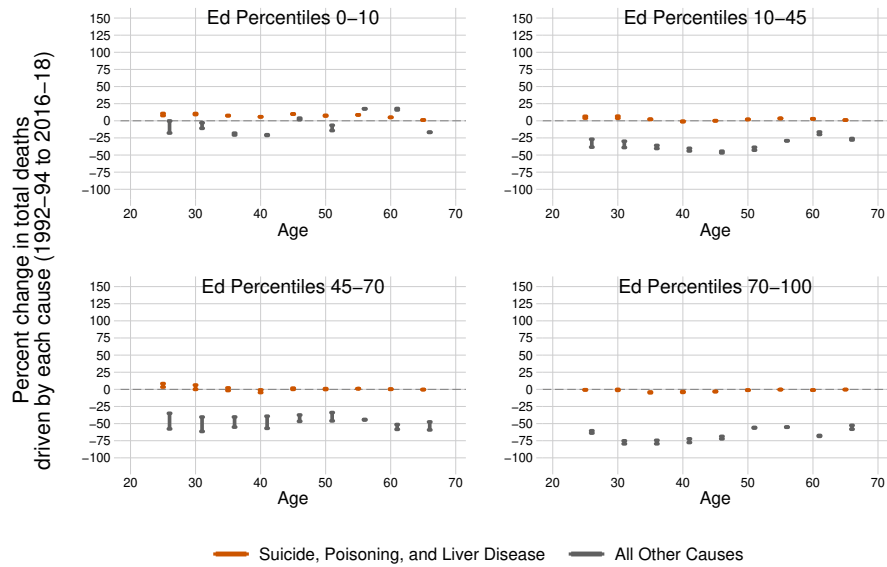 Percent change in total deaths
driven by each cause (1992−94 to 2016−18)
Ed Percentiles 0−10
150
125
100
75
50
25
0
−25
−50
−75
−100
20 30 40 50 60 70
Age
Ed Percentiles 10−45
150
125
100
75
50
25
0
−25
−50
−75
−100
20 30 40 50 60 70
Age
Ed Percentiles 45−70
150
125
100
75
50
25
0
−25
−50
−75
−100
20 30 40 50 60 70
Age
Ed Percentiles 70−100
150
125
100
75
50
25
0
−25
−50
−75
−100
20 30 40 50 60 70
Age
Suicide, Poisoning, and Liver Disease All Other Causes